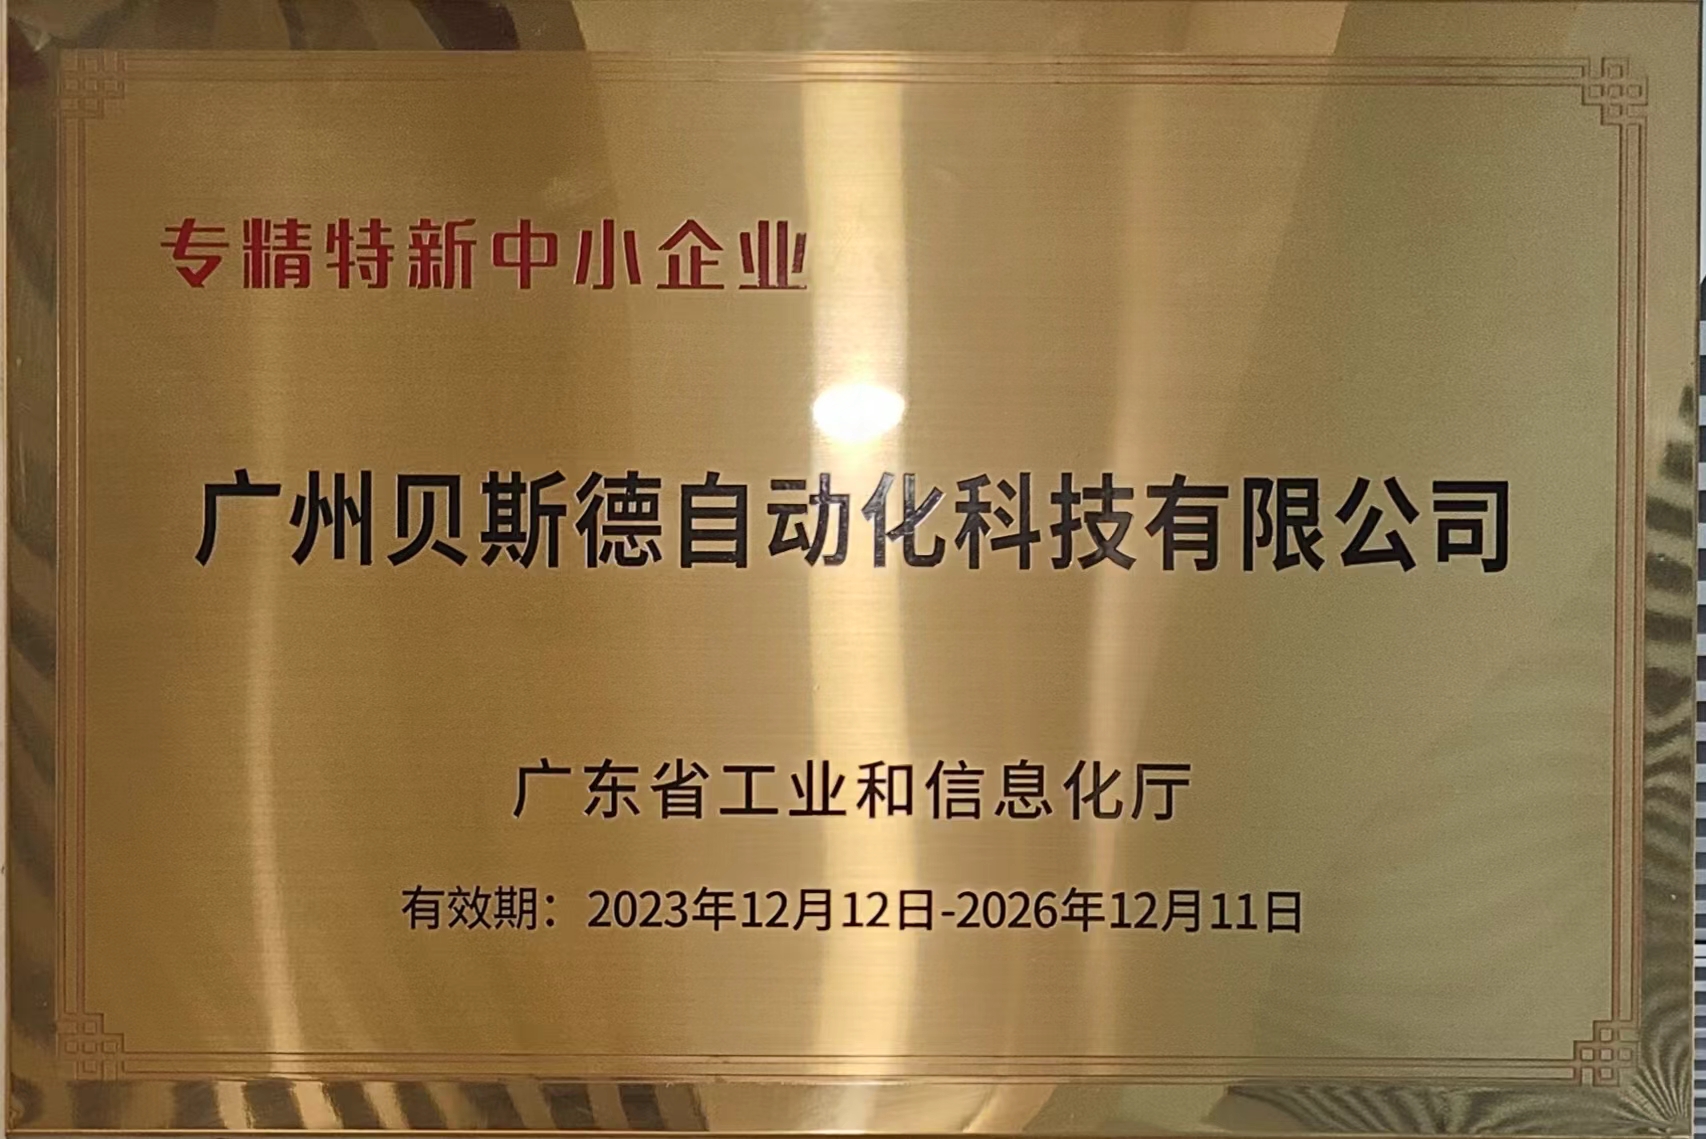 专精特新中小企业
广州贝斯德自动化科技有限公司
广东省工业和信息化厅
有效期：2023年12月12日-2026年12月11日